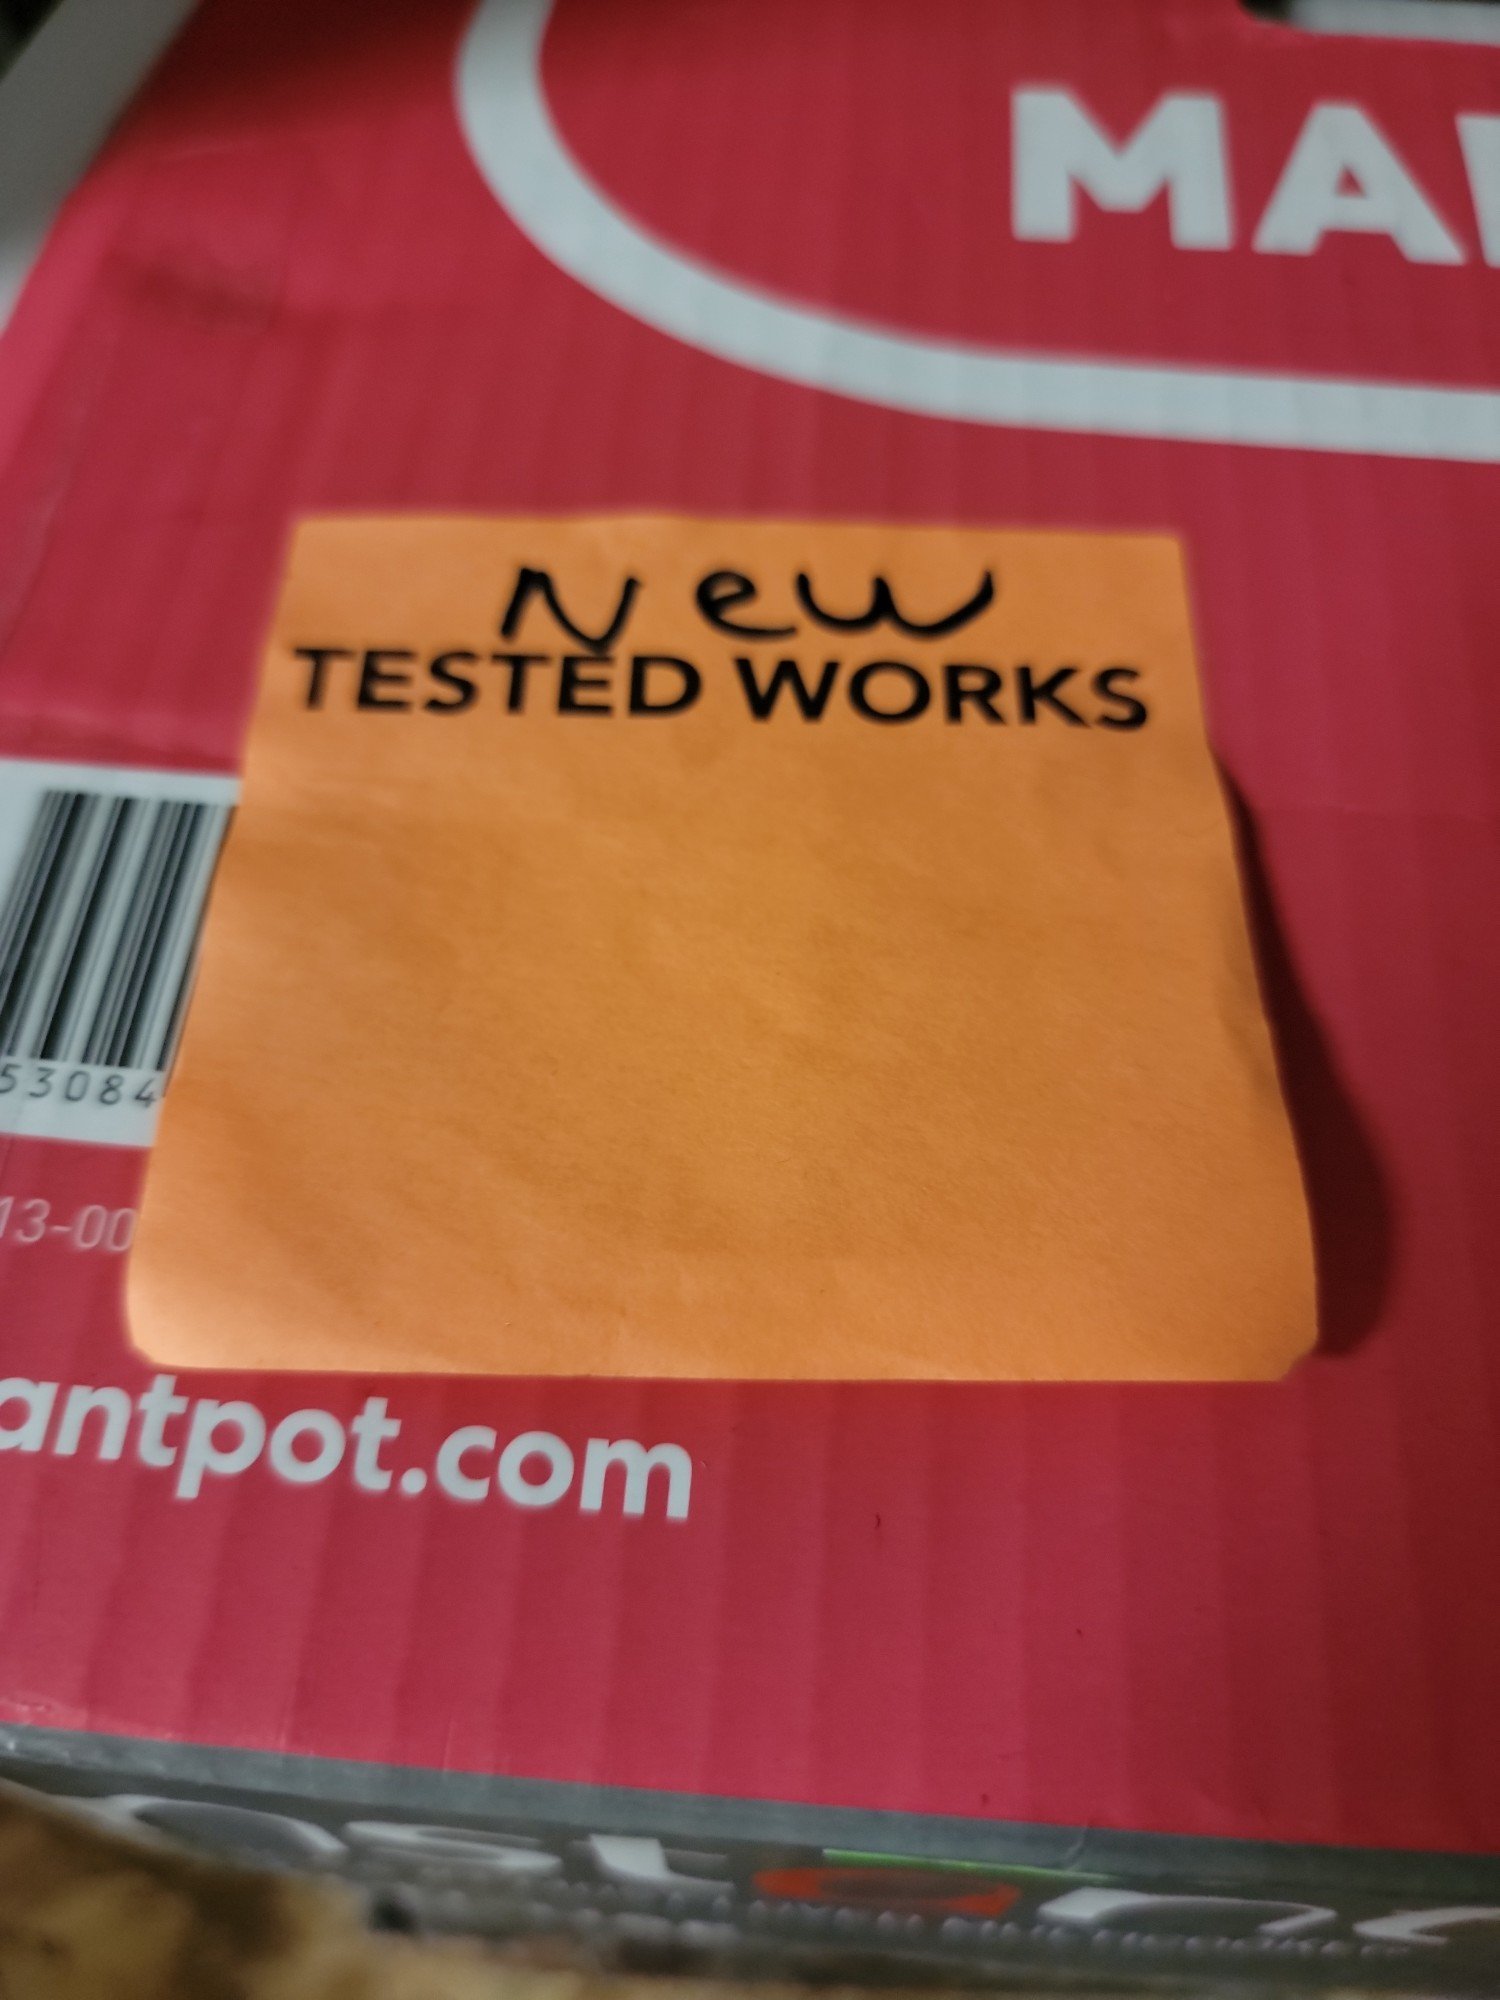 MA
New
TESTED WORKS
53084
13-00
antpot.com